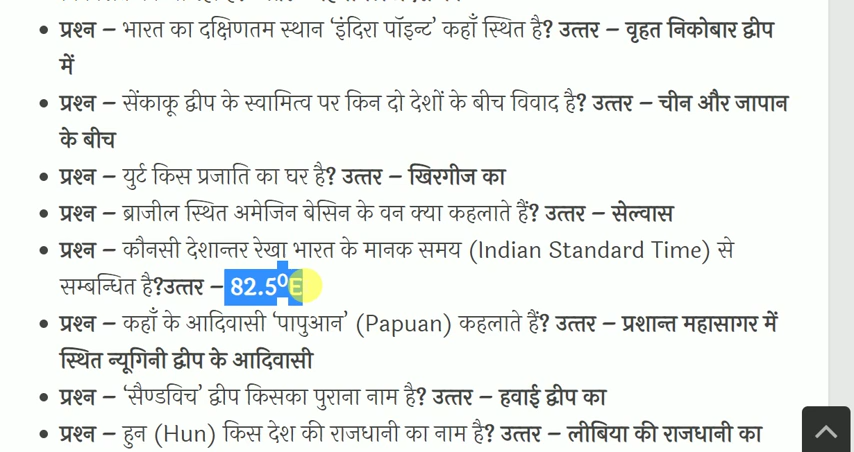 प्रश्न – भारत का दक्षिणतम स्थान ‘इंदिरा पॉइन्ट’ कहाँ स्थित है? उत्तर – वृहत निकोबार द्वीप
में
प्रश्न – सेंकाकू द्वीप के स्वामित्व पर किन दो देशों के बीच विवाद है? उत्तर – चीन और जापान
के बीच
प्रश्न – युर्ट किस प्रजाति का घर है? उत्तर – खिरगीज का
प्रश्न – ब्राजील स्थित अमेजिन बेसिन के वन क्या कहलाते हैं? उत्तर – सेल्वास
प्रश्न – कौनसी देशान्तर रेखा भारत के मानक समय (Indian Standard Time) से
सम्बन्धित है?उत्तर – 82.5⁰E
प्रश्न – कहाँ के आदिवासी ‘पापुआन’ (Papuan) कहलाते हैं? उत्तर – प्रशान्त महासागर में
स्थित न्यूगिनी द्वीप के आदिवासी
प्रश्न – ‘सैण्डविच’ द्वीप किसका पुराना नाम है? उत्तर – हवाई द्वीप का
प्रश्न – हुन (Hun) किस देश की राजधानी का नाम है? उत्तर – लीबिया की राजधानी का